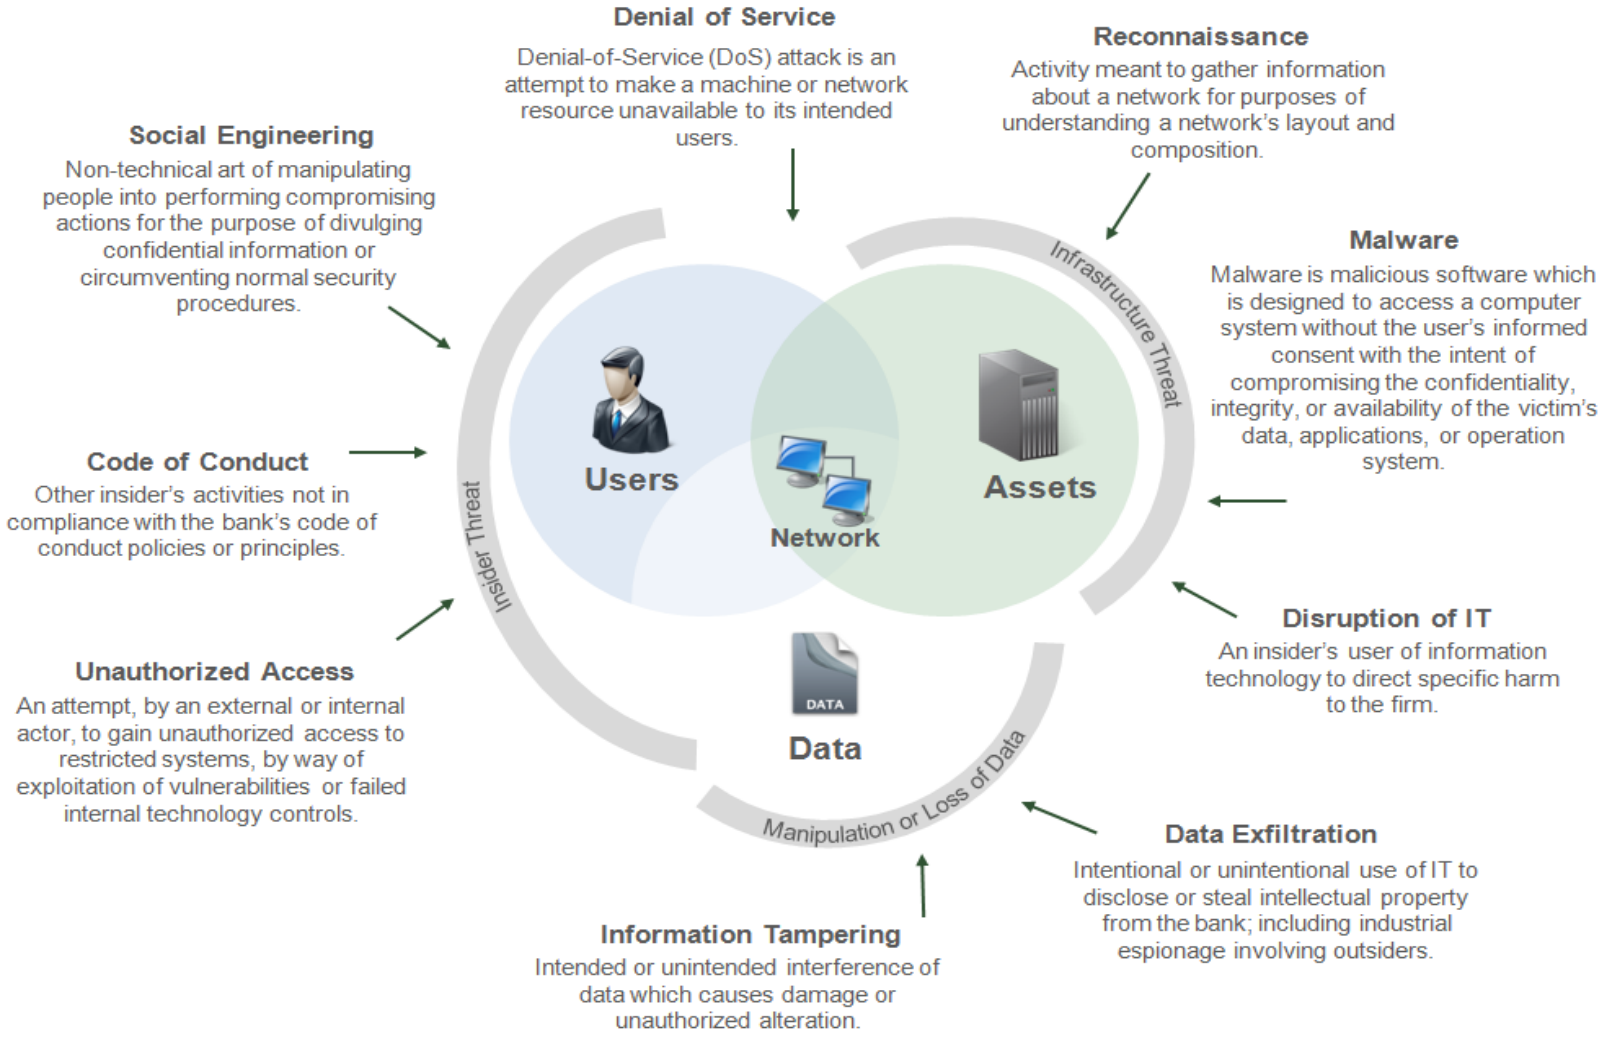 Denial of Service
Denial-of-Service (DoS) attack is an
attempt to make a machine or network
resource unavailable to its intended
users.
Reconnaissance
Activity meant to gather information
about a network for purposes of
understanding a network's layout and
composition.
Social Engineering
Non-technical art of manipulating
people into performing compromising
actions for the purpose of divulging
confidential information or
circumventing normal security
procedures.
Malware
Malware is malicious software which
is designed to access a computer
system without the user's informed
consent with the intent of
compromising the confidentiality,
integrity, or availability of the victim's
data, applications, or operation
system.
Infrastructure Threat
Users
Assets
Network
Code of Conduct
Other insider's activities not in
compliance with the bank's code of
conduct policies or principles.
Insider Threat
Disruption of IT
An insider's user of information
technology to direct specific harm
to the firm.
Unauthorized Access
An attempt, by an external or internal
actor, to gain unauthorized access to
restricted systems, by way of
exploitation of vulnerabilities or failed
internal technology controls.
DATA
Data
Manipulation or Loss of Data
Data Exfiltration
Intentional or unintentional use of IT to
disclose or steal intellectual property
from the bank; including industrial
espionage involving outsiders.
Information Tampering
Intended or unintended interference of
data which causes damage or
unauthorized alteration.